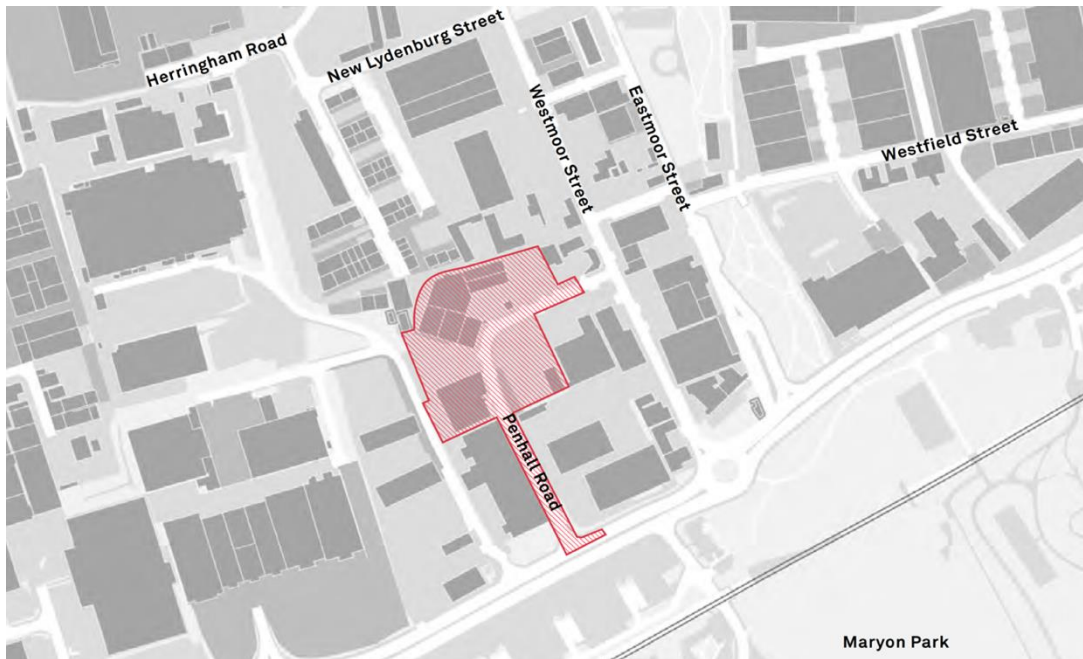 Herringham Road
New Lydenburg Street
Westmoor Street
Eastmoor Street
Westfield Street
Penhall Road
Maryon Park